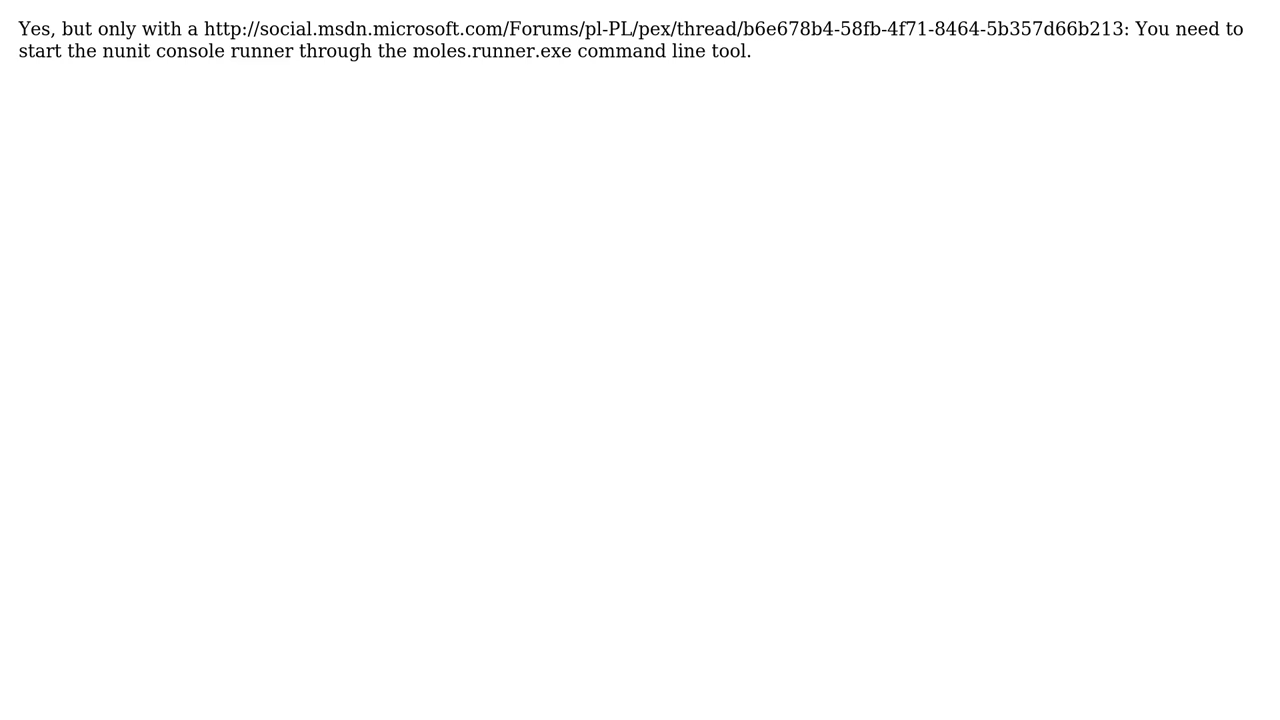 Yes, but only with a http://social.msdn.microsoft.com/Forums/pl-PL/pex/thread/b6e678b4-58fb-4f71-8464-5b357d66b213: You need to
start the nunit console runner through the moles.runner.exe command line tool.